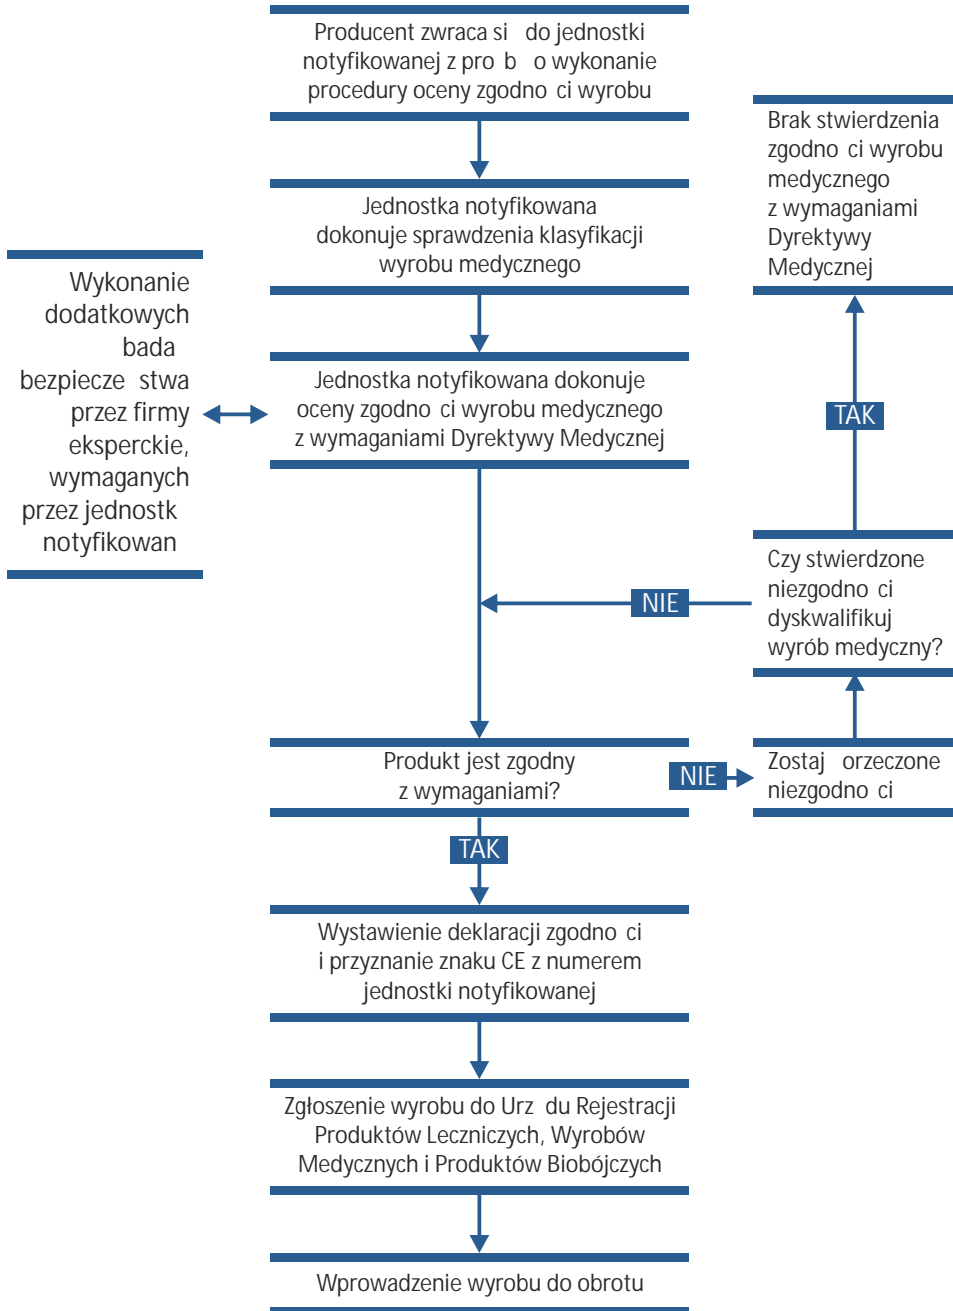 Producent zwraca si do jednostki
notyfikowanej z pro b o wykonanie
procedury oceny zgodno ci wyrobu
Jednostka notyfikowana
dokonuje sprawdzenia klasyfikacji
wyrobu medycznego
Wykonanie
dodatkowych
bada
bezpiecze stwa
przez firmy
eksperckie,
wymaganych
przez jednostk
notyfikowan
Jednostka notyfikowana dokonuje
oceny zgodno ci wyrobu medycznego
z wymaganiami Dyrektywy Medycznej
Brak stwierdzenia
zgodno ci wyrobu
medycznego
z wymaganiami
Dyrektywy
Medycznej
TAK
Czy stwierdzone
niezgodno ci
dyskwalifikuj
wyrób medyczny?
NIE
Produkt jest zgodny
z wymaganiami?
NIE
Zostaj orzeczone
niezgodno ci
TAK
Wystawienie deklaracji zgodno ci
i przyznanie znaku CE z numerem
jednostki notyfikowanej
Zgłoszenie wyrobu do Urz du Rejestracji
Produktów Leczniczych, Wyrobów
Medycznych i Produktów Biobójczych
Wprowadzenie wyrobu do obrotu